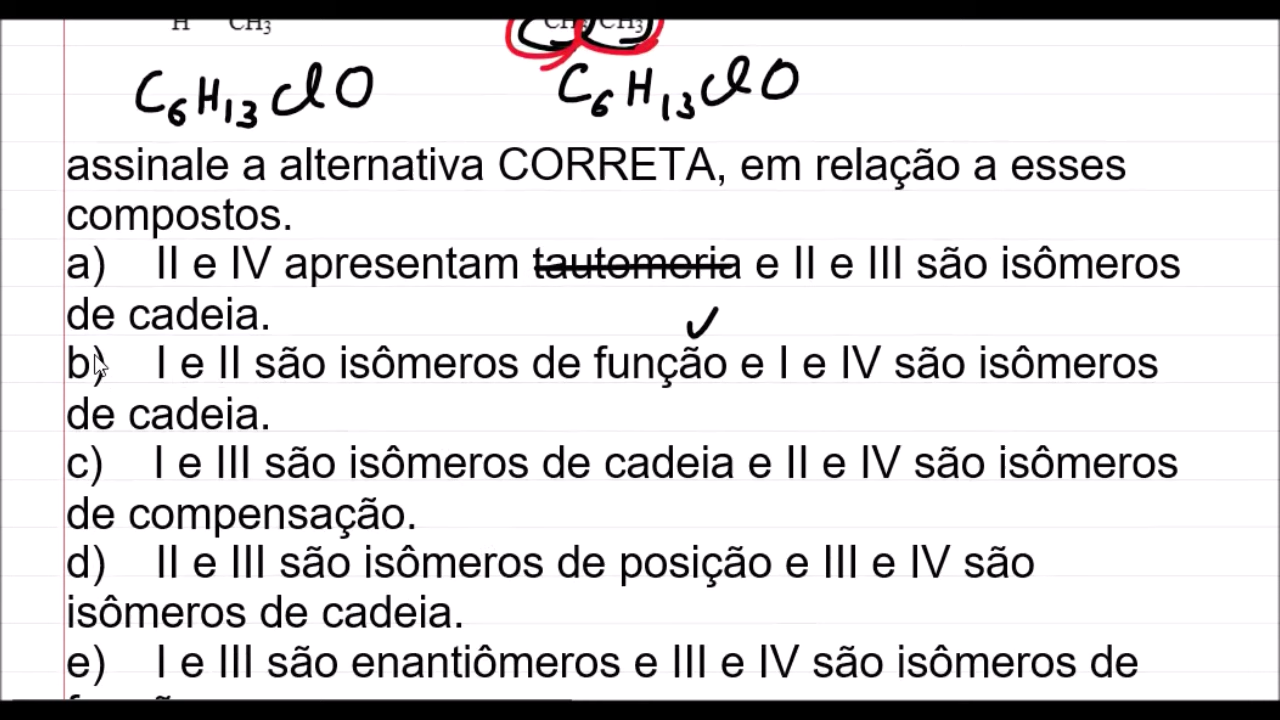 H CH₃ CH₃ CH₃
C₆H₁₃ClO C₆H₁₃ClO
assinale a alternativa CORRETA, em relação a esses
compostos.
a) II e IV apresentam tautomeria e II e III são isômeros
de cadeia.
b) I e II são isômeros de função e I e IV são isômeros
de cadeia.
c) I e III são isômeros de cadeia e II e IV são isômeros
de compensação.
d) II e III são isômeros de posição e III e IV são
isômeros de cadeia.
e) I e III são enantiômeros e III e IV são isômeros de